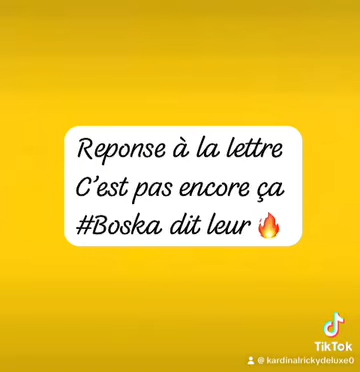 Reponse à la lettre
C'est pas encore ça
#Boska dit leur 🔥
TikTok
@ kardinalrickydeluxe0